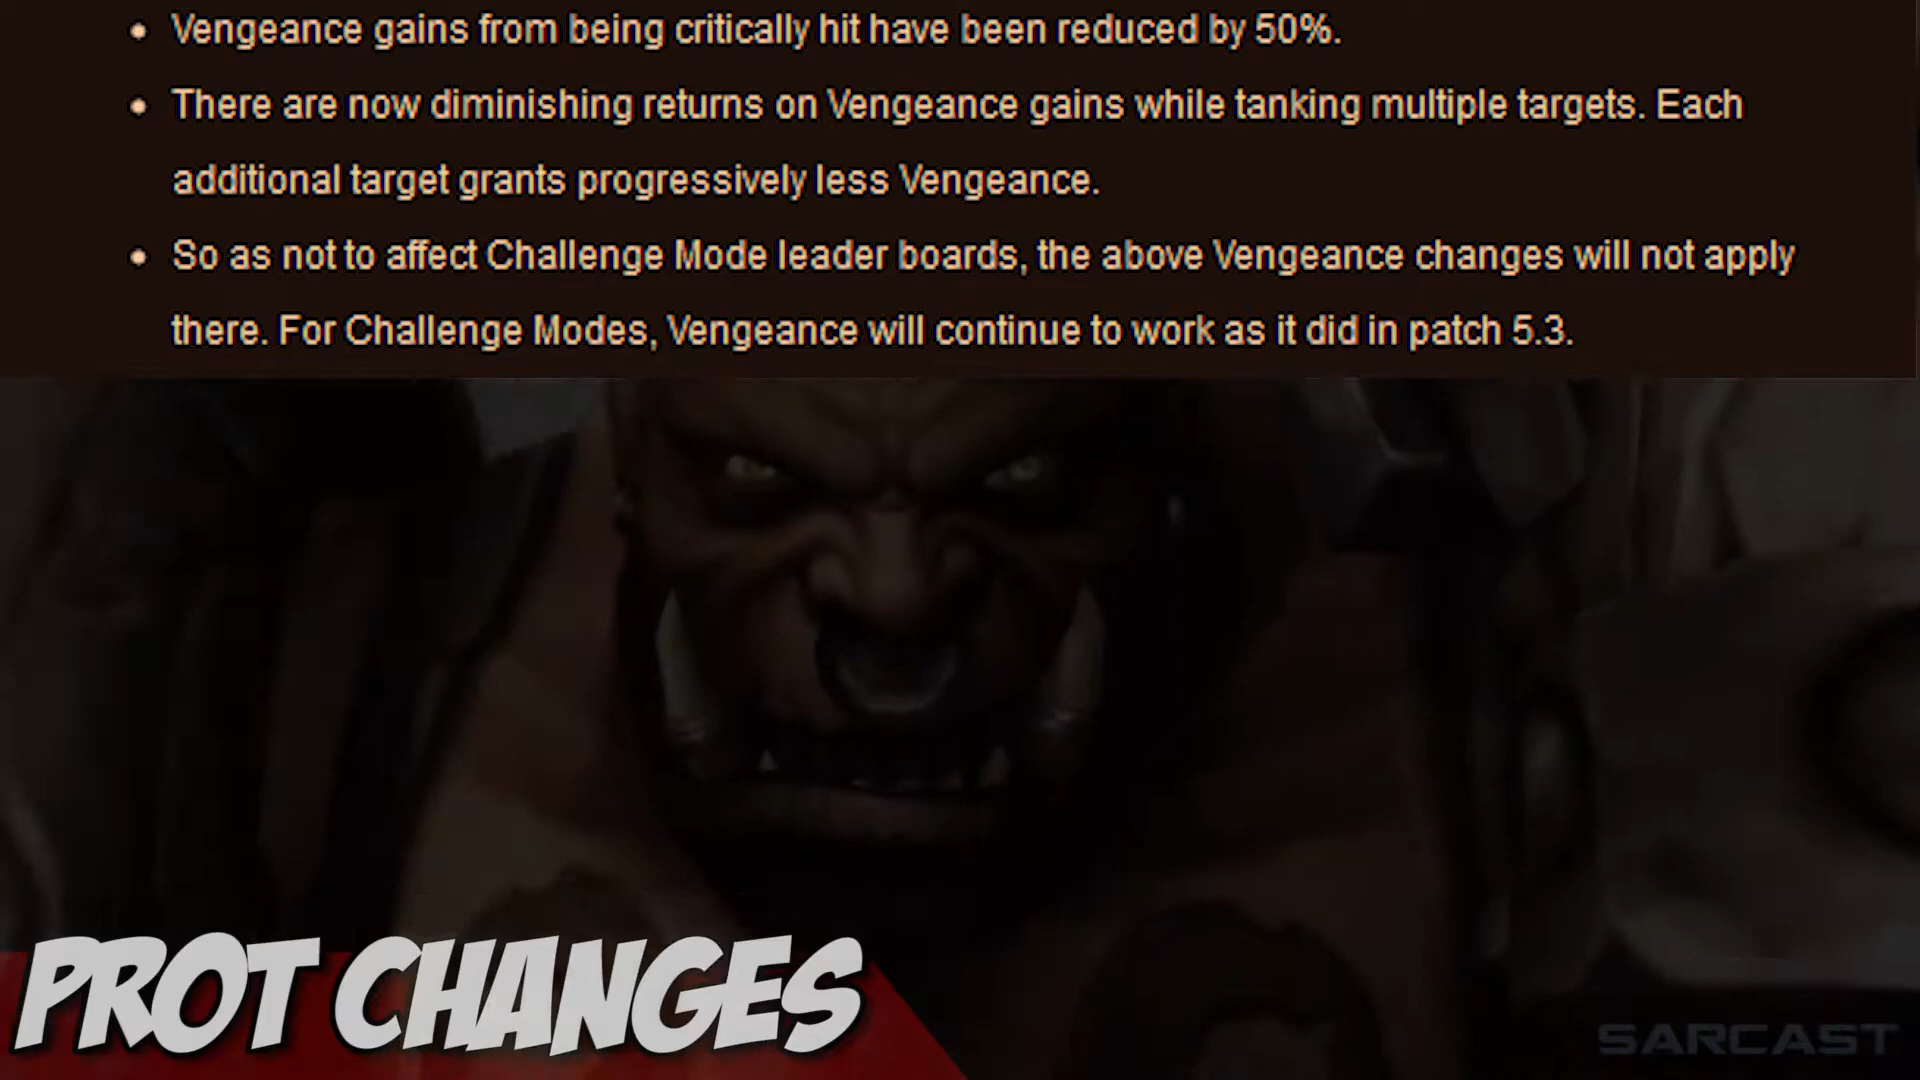 • Vengeance gains from being critically hit have been reduced by 50%.
• There are now diminishing returns on Vengeance gains while tanking multiple targets. Each
additional target grants progressively less Vengeance.
• So as not to affect Challenge Mode leader boards, the above Vengeance changes will not apply
there. For Challenge Modes, Vengeance will continue to work as it did in patch 5.3.
PROT CHANGES
SARCAST